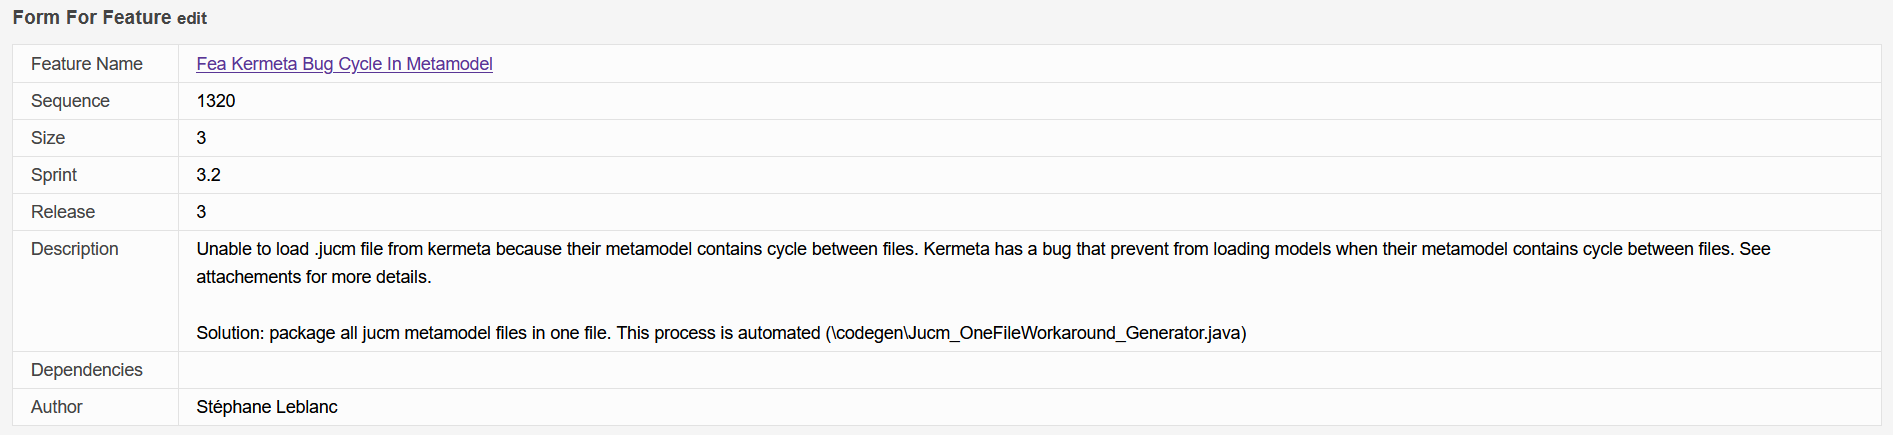 Form For Feature edit
Feature Name Fea Kermeta Bug Cycle In Metamodel
Sequence 1320
Size 3
Sprint 3.2
Release 3
Description Unable to load .jucm file from kermeta because their metamodel contains cycle between files. Kermeta has a bug that prevent from loading models when their metamodel contains cycle between files. See
attachements for more details.
Solution: package all jucm metamodel files in one file. This process is automated (\codegen\Jucm_OneFileWorkaround_Generator.java)
Dependencies
Author Stéphane Leblanc